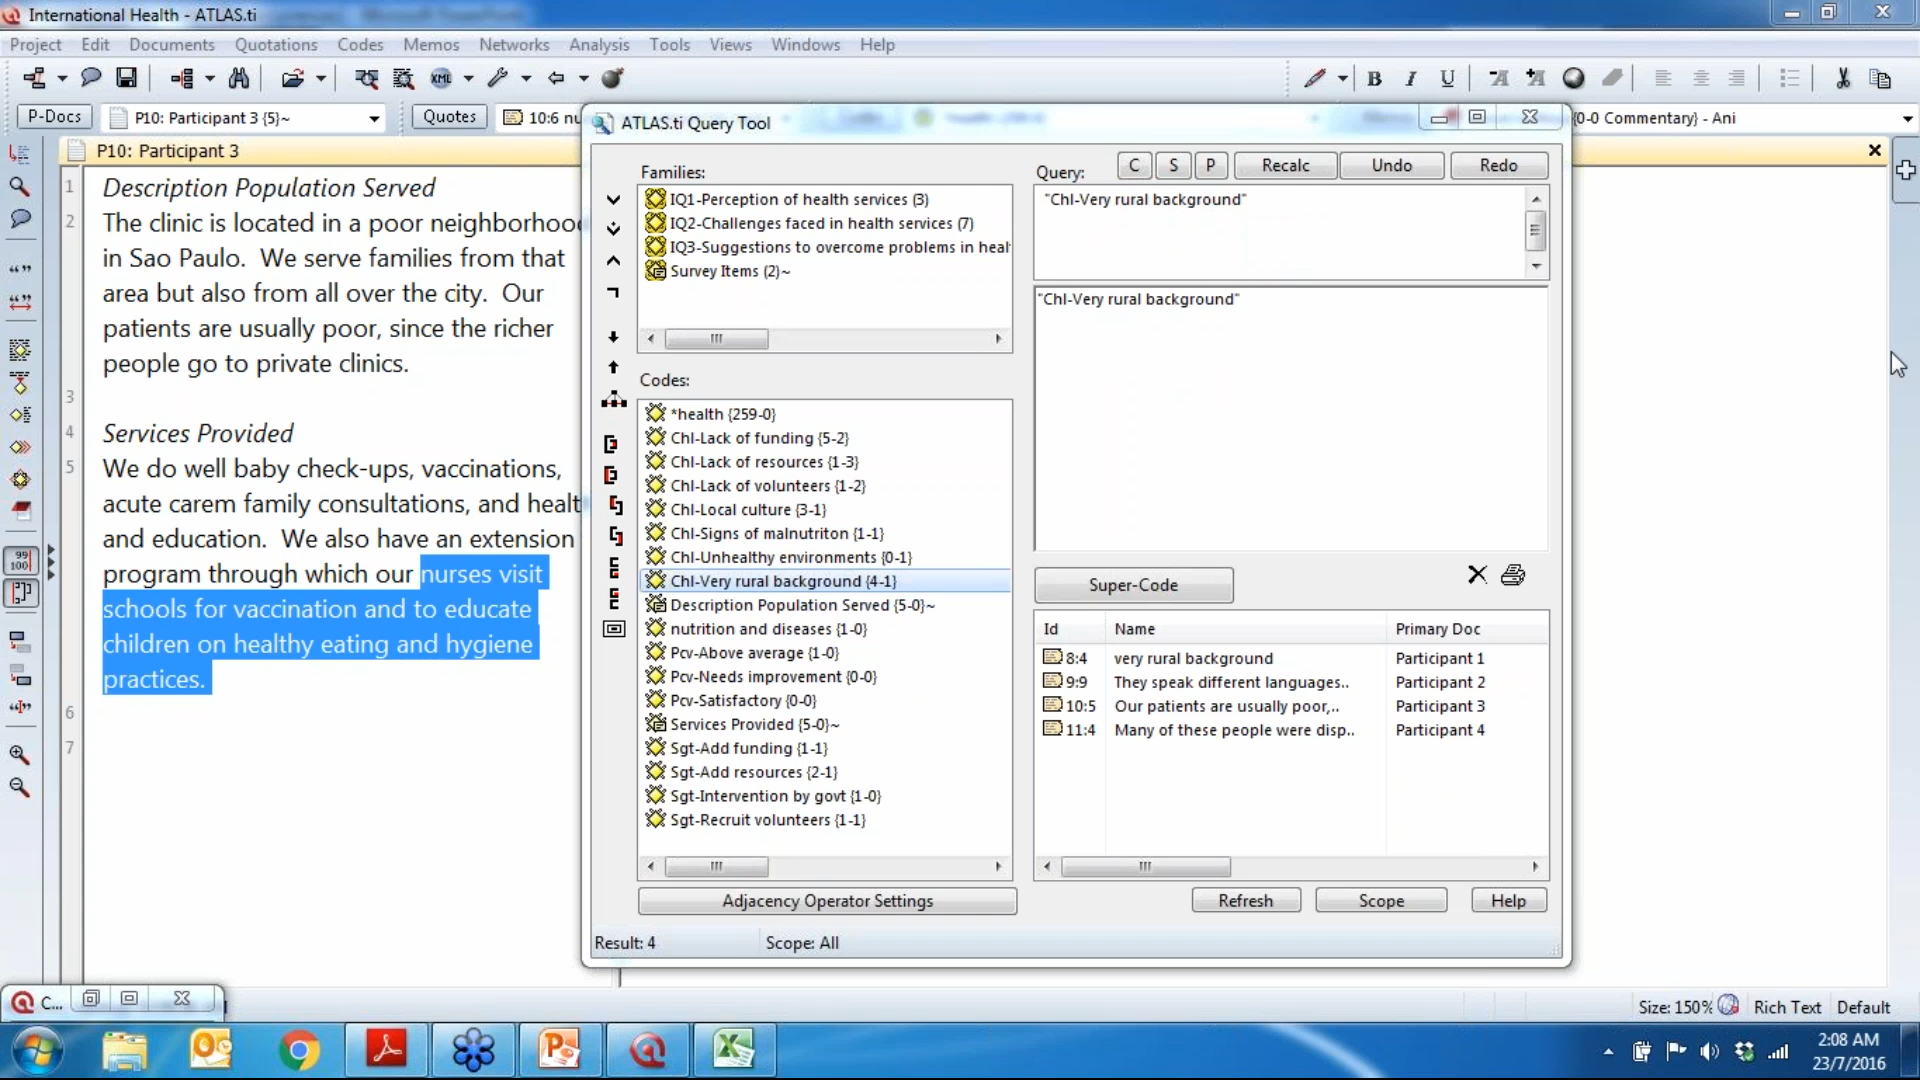 International Health - ATLAS.ti
Project Edit Documents Quotations Codes Memos Networks Analysis Tools Views Windows Help
XML
B I U A A
P-Docs P10: Participant 3 {5}~ Quotes 10:6 nu
{0-0 Commentary} - Ani
P10: Participant 3
1 Description Population Served
2 The clinic is located in a poor neighborhood
in Sao Paulo. We serve families from that
area but also from all over the city. Our
patients are usually poor, since the richer
people go to private clinics.
3
4 Services Provided
5 We do well baby check-ups, vaccinations,
acute carem family consultations, and healt
and education. We also have an extension
program through which our nurses visit
schools for vaccination and to educate
children on healthy eating and hygiene
practices.
6
7
99
100
ATLAS.ti Query Tool
Families:
IQ1-Perception of health services (3)
IQ2-Challenges faced in health services (7)
IQ3-Suggestions to overcome problems in heal
Survey Items (2)~
Codes:
*health {259-0}
Chl-Lack of funding {5-2}
Chl-Lack of resources {1-3}
Chl-Lack of volunteers {1-2}
Chl-Local culture {3-1}
Chl-Signs of malnutriton {1-1}
Chl-Unhealthy environments {0-1}
Chl-Very rural background {4-1}
Description Population Served {5-0}~
nutrition and diseases {1-0}
Pcv-Above average {1-0}
Pcv-Needs improvement {0-0}
Pcv-Satisfactory {0-0}
Services Provided {5-0}~
Sgt-Add funding {1-1}
Sgt-Add resources {2-1}
Sgt-Intervention by govt {1-0}
Sgt-Recruit volunteers {1-1}
Adjacency Operator Settings
Query: C S P Recalc Undo Redo
"Chl-Very rural background"
"Chl-Very rural background"
Super-Code
Id Name Primary Doc
8:4 very rural background Participant 1
9:9 They speak different languages.. Participant 2
10:5 Our patients are usually poor,.. Participant 3
11:4 Many of these people were disp.. Participant 4
Refresh Scope Help
Result: 4 Scope: All
C...
Size: 150% Rich Text Default
2:08 AM
23/7/2016